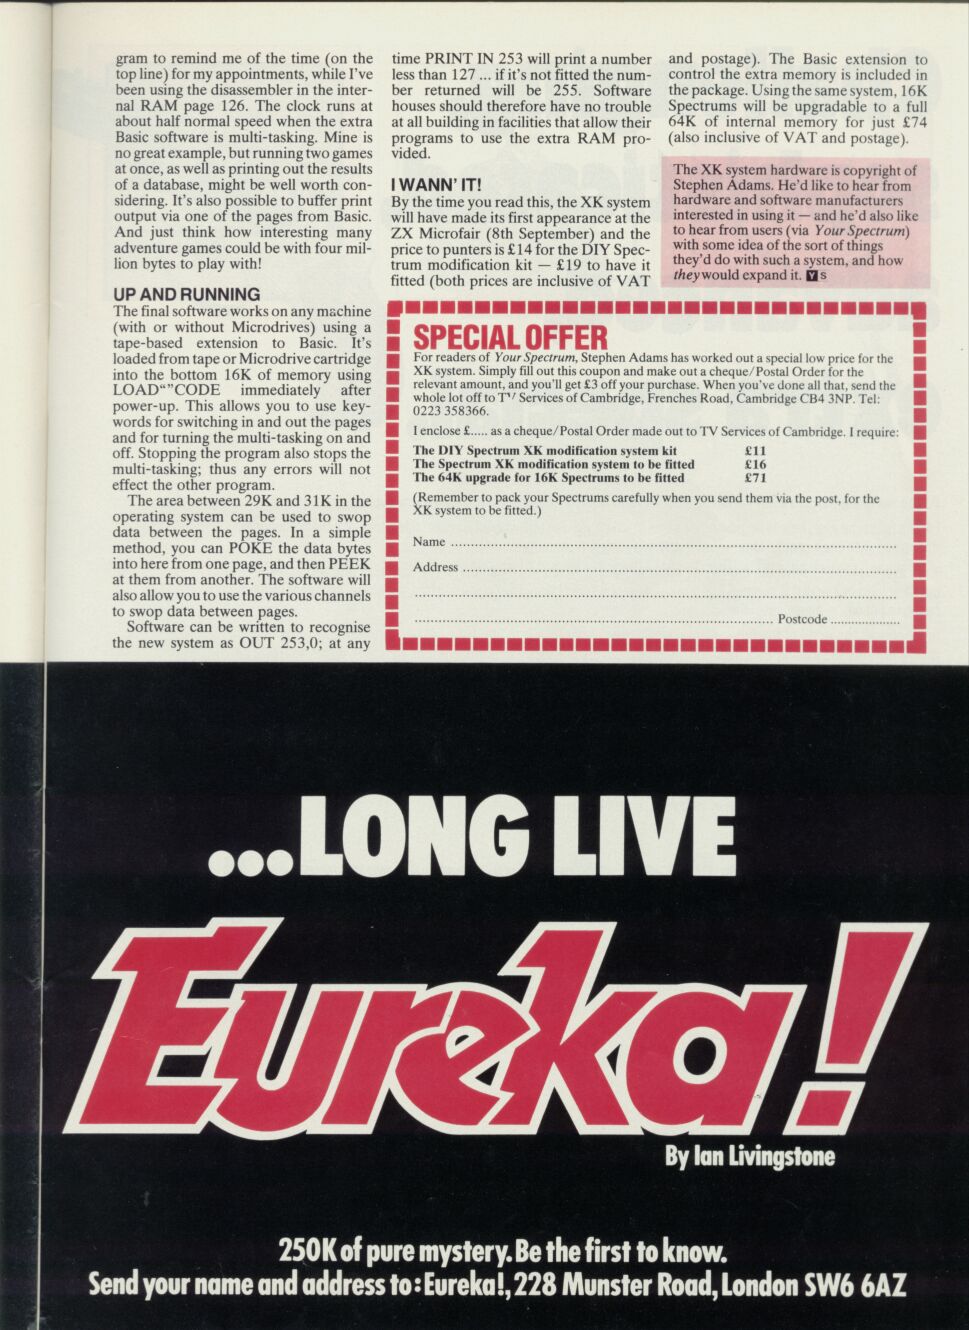 gram to remind me of the time (on the
top line) for my appointments, while I've
been using the disassembler in the inter-
nal RAM page 126. The clock runs at
about half normal speed when the extra
Basic software is multi-tasking. Mine is
no great example, but running two games
at once, as well as printing out the results
of a database, might be well worth con-
sidering. It's also possible to buffer print
output via one of the pages from Basic.
And just think how interesting many
adventure games could be with four mil-
lion bytes to play with!
UP AND RUNNING
The final software works on any machine
(with or without Microdrives) using a
tape-based extension to Basic. It's
loaded from tape or Microdrive cartridge
into the bottom 16K of memory using
LOAD“”CODE immediately after
power-up. This allows you to use key-
words for switching in and out the pages
and for turning the multi-tasking on and
off. Stopping the program also stops the
multi-tasking; thus any errors will not
effect the other program.
The area between 29K and 31K in the
operating system can be used to swop
data between the pages. In a simple
method, you can POKE the data bytes
into here from one page, and then PEEK
at them from another. The software will
also allow you to use the various channels
to swop data between pages.
Software can be written to recognise
the new system as OUT 253,0; at any
time PRINT IN 253 will print a number
less than 127 ... if it's not fitted the num-
ber returned will be 255. Software
houses should therefore have no trouble
at all building in facilities that allow their
programs to use the extra RAM pro-
vided.
I WANN' IT!
By the time you read this, the XK system
will have made its first appearance at the
ZX Microfair (8th September) and the
price to punters is £14 for the DIY Spec-
trum modification kit — £19 to have it
fitted (both prices are inclusive of VAT
and postage). The Basic extension to
control the extra memory is included in
the package. Using the same system, 16K
Spectrums will be upgradable to a full
64K of internal memory for just £74
(also inclusive of VAT and postage).
The XK system hardware is copyright of
Stephen Adams. He'd like to hear from
hardware and software manufacturers
interested in using it — and he'd also like
to hear from users (via Your Spectrum)
with some idea of the sort of things
they'd do with such a system, and how
they would expand it. YS
SPECIAL OFFER
For readers of Your Spectrum, Stephen Adams has worked out a special low price for the
XK system. Simply fill out this coupon and make out a cheque/Postal Order for the
relevant amount, and you'll get £3 off your purchase. When you've done all that, send the
whole lot off to TV Services of Cambridge, Frenches Road, Cambridge CB4 3NP. Tel:
0223 358366.
I enclose £..... as a cheque/Postal Order made out to TV Services of Cambridge. I require:
The DIY Spectrum XK modification system kit £11
The Spectrum XK modification system to be fitted £16
The 64K upgrade for 16K Spectrums to be fitted £71
(Remember to pack your Spectrums carefully when you send them via the post, for the
XK system to be fitted.)
Name
Address
Postcode
...LONG LIVE
Eureka!
By Ian Livingstone
250K of pure mystery. Be the first to know.
Send your name and address to: Eureka!, 228 Munster Road, London SW6 6AZ